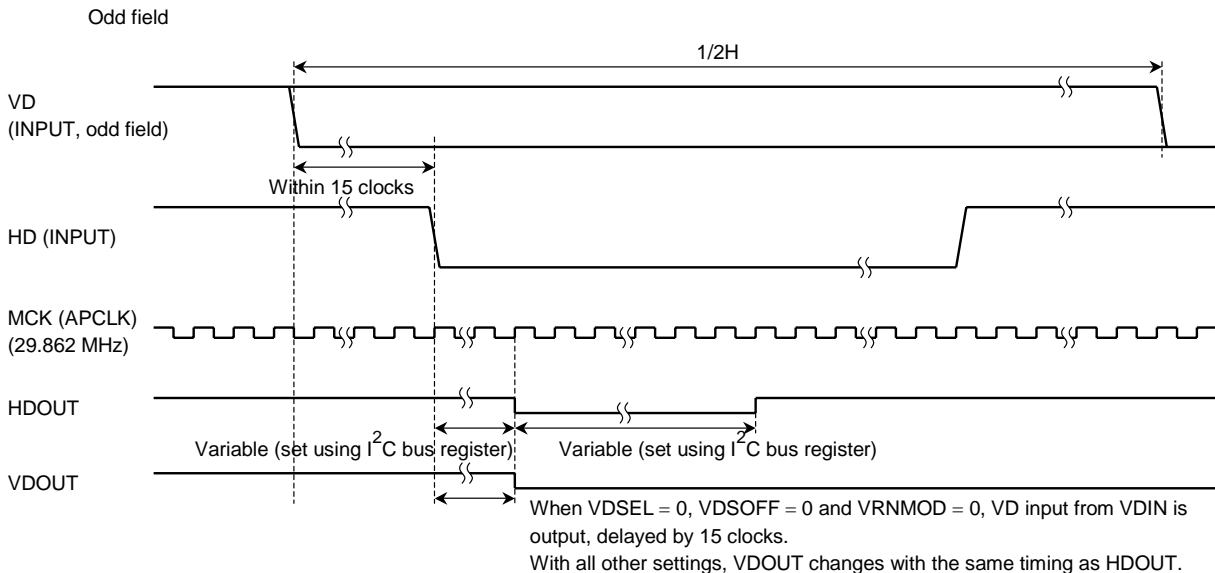 Odd field
1/2H
VD
(INPUT, odd field)
Within 15 clocks
HD (INPUT)
MCK (APCLK)
(29.862 MHz)
HDOUT
Variable (set using I²C bus register)
Variable (set using I²C bus register)
VDOUT
When VDSEL = 0, VDSOFF = 0 and VRNMOD = 0, VD input from VDIN is
output, delayed by 15 clocks.
With all other settings, VDOUT changes with the same timing as HDOUT.